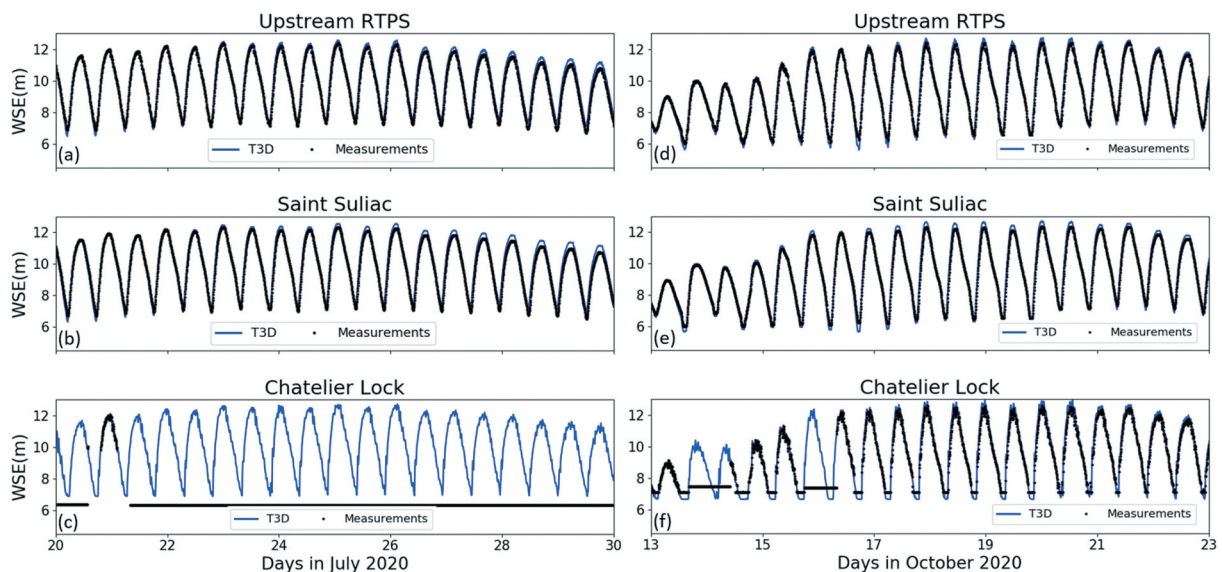 Upstream RTPS
WSE(m)
12
10
8
6
(a)
T3D
Measurements
Saint Suliac
WSE(m)
12
10
8
6
(b)
T3D
Measurements
Chatelier Lock
WSE(m)
12
10
8
6
(c)
T3D
Measurements
20 22 24 26 28 30
Days in July 2020
Upstream RTPS
12
10
8
6
(d)
T3D
Measurements
Saint Suliac
12
10
8
6
(e)
T3D
Measurements
Chatelier Lock
12
10
8
6
(f)
T3D
Measurements
13 15 17 19 21 23
Days in October 2020